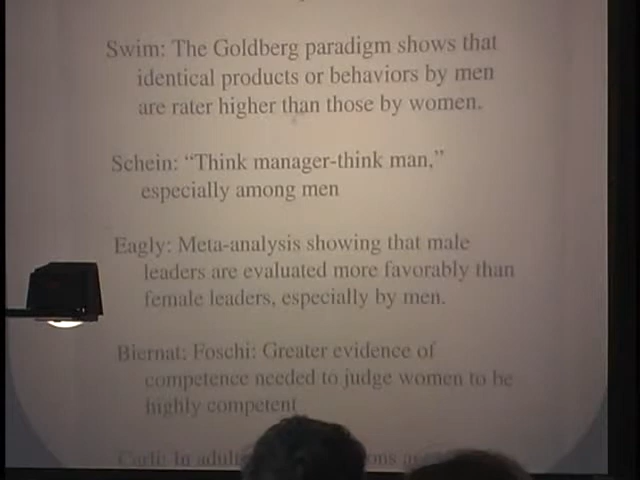 Swim: The Goldberg paradigm shows that
identical products or behaviors by men
are rater higher than those by women.
Schein: “Think manager-think man,”
especially among men
Eagly: Meta-analysis showing that male
leaders are evaluated more favorably than
female leaders, especially by men.
Biernat; Foschi: Greater evidence of
competence needed to judge women to be
highly competent
Carli: In adult